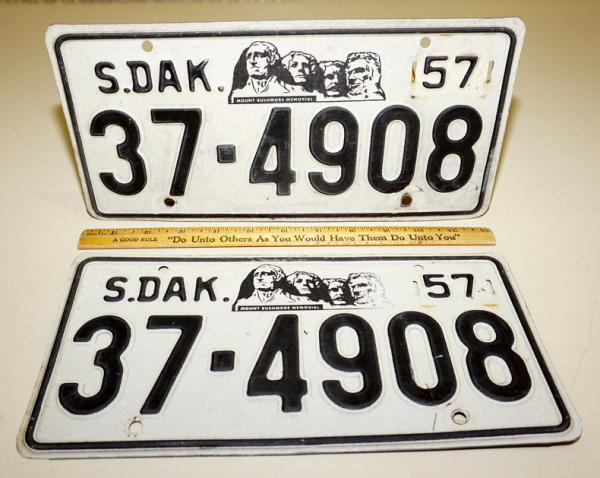 S.DAK. 57
MOUNT RUSHMORE MEMORIAL
37-4908
A GOOD RULE "Do Unto Others As You Would Have Them Do Unto You"
S.DAK. 57
MOUNT RUSHMORE MEMORIAL
37-4908